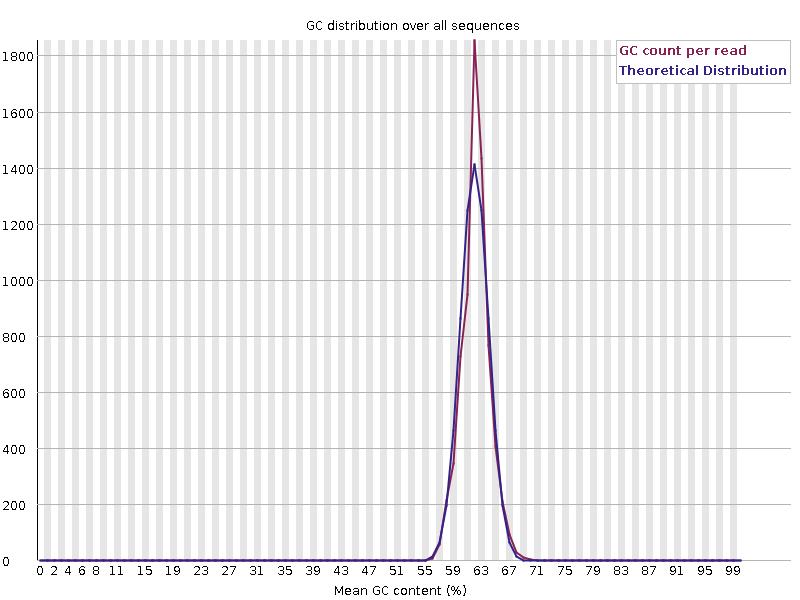 GC distribution over all sequences
GC count per read
Theoretical Distribution
1800
1600
1400
1200
1000
800
600
400
200
0
0 2 4 6 8 11 15 19 23 27 31 35 39 43 47 51 55 59 63 67 71 75 79 83 87 91 95 99
Mean GC content (%)